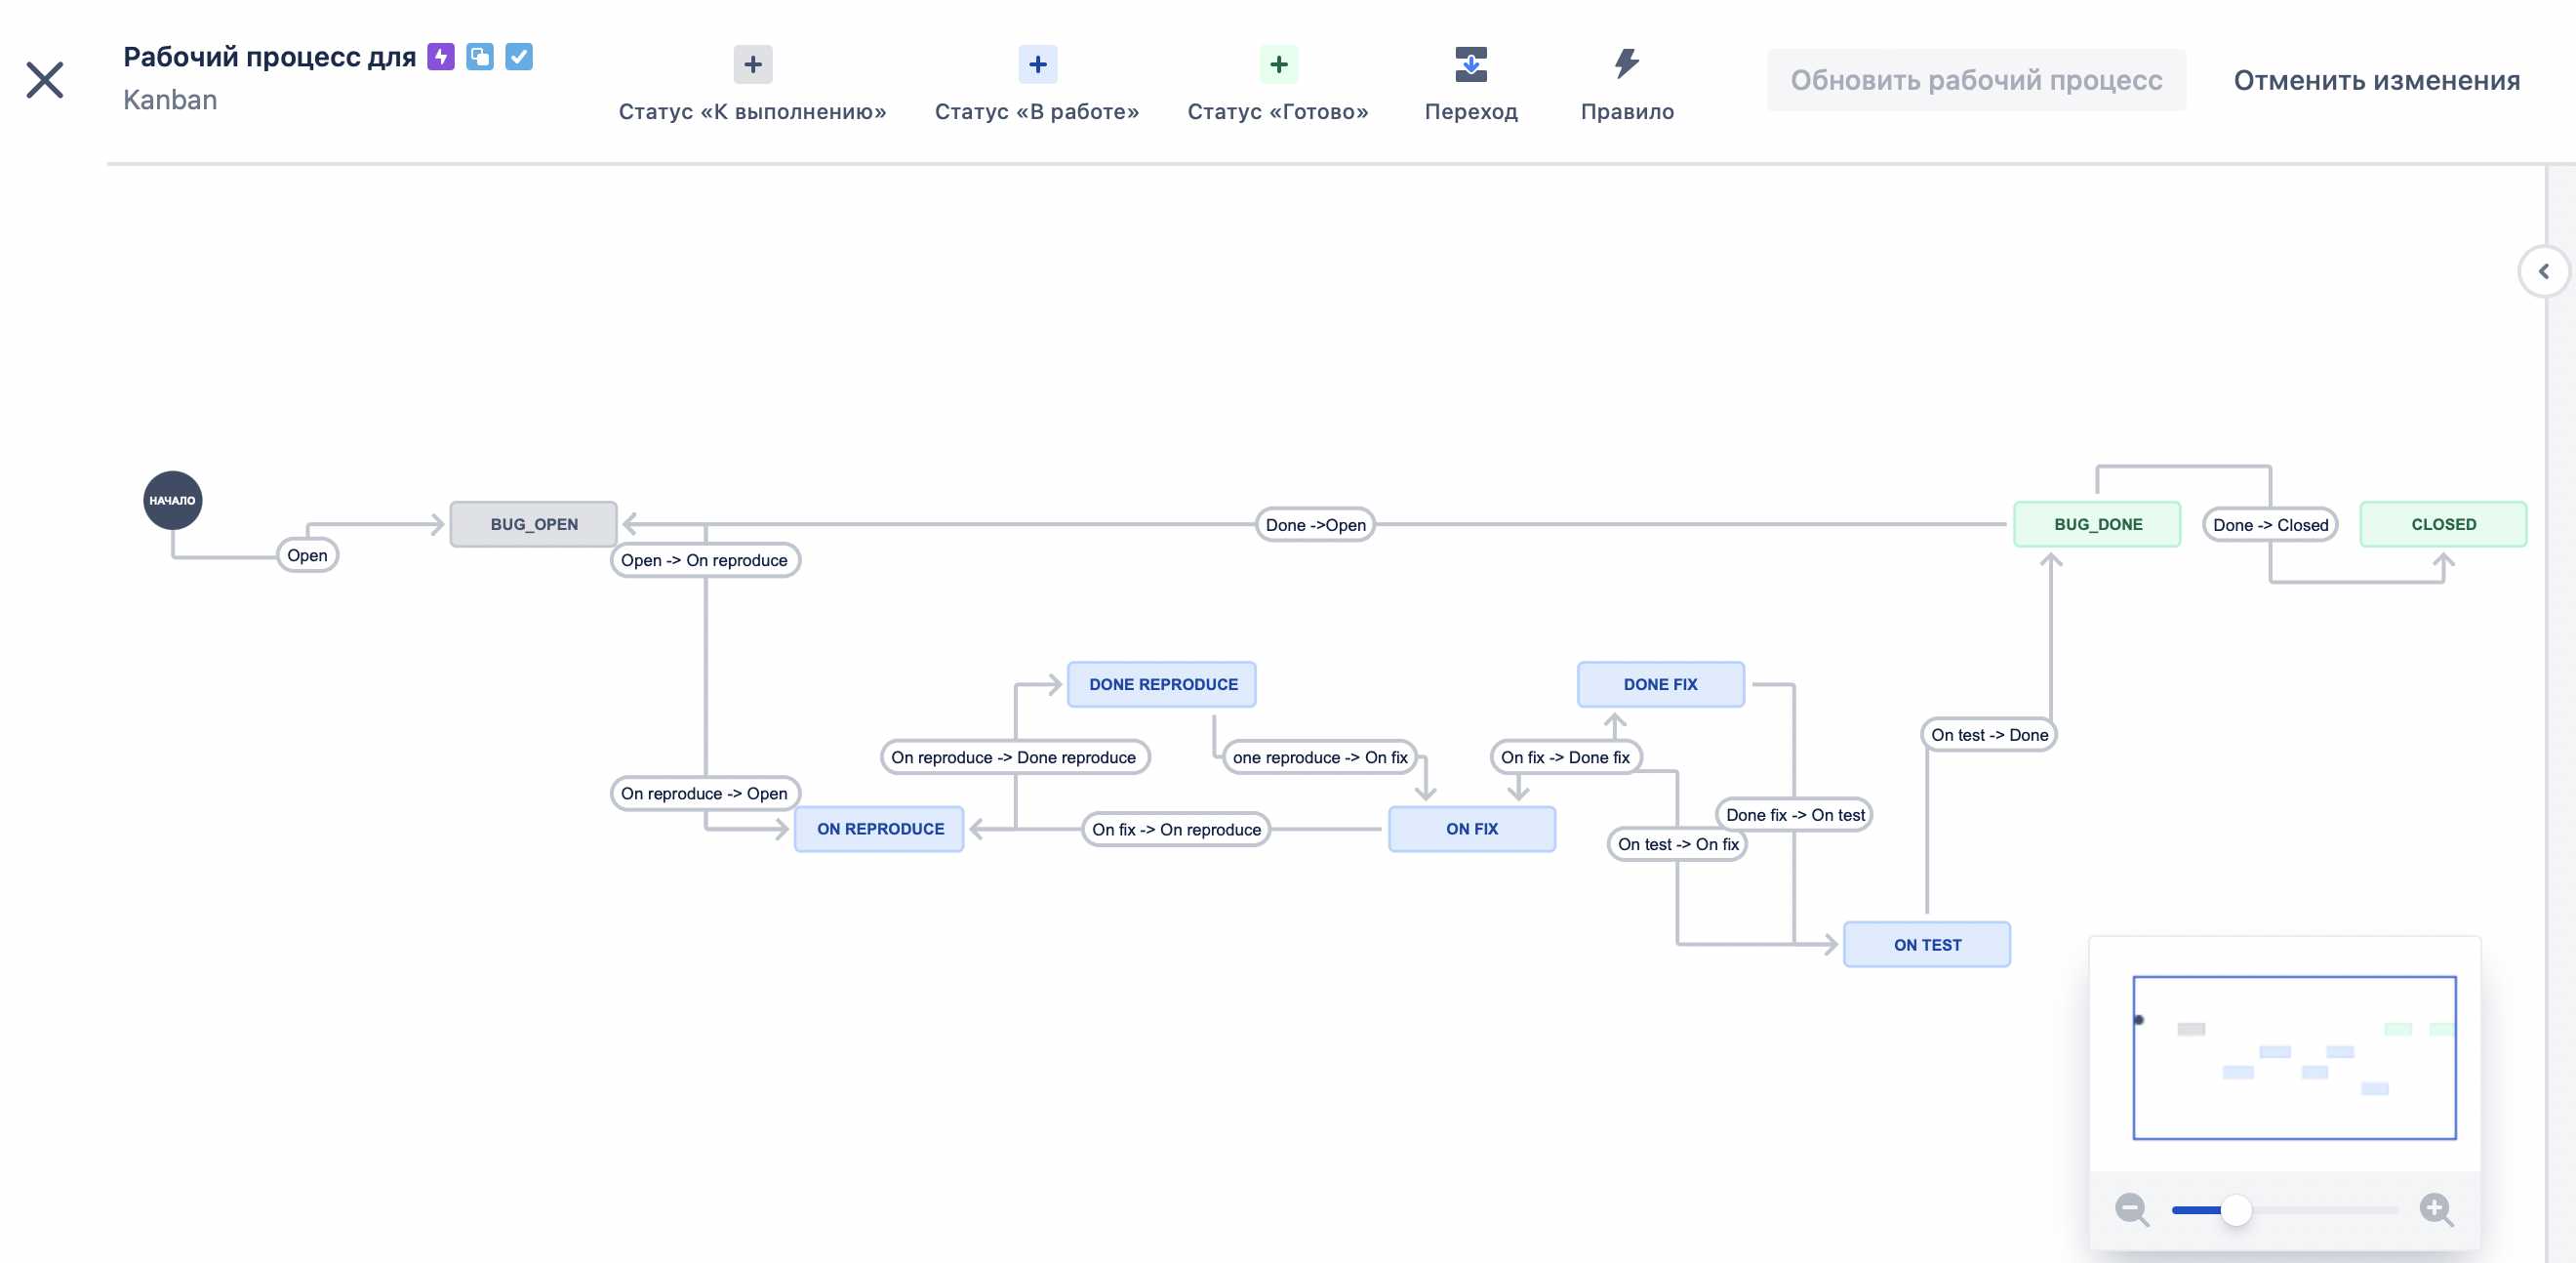 Рабочий процесс для
Kanban
Статус «К выполнению»
Статус «В работе»
Статус «Готово»
Переход
Правило
Обновить рабочий процесс
Отменить изменения
НАЧАЛО
Open
BUG_OPEN
Done ->Open
BUG_DONE
Done -> Closed
CLOSED
Open -> On reproduce
DONE REPRODUCE
DONE FIX
On test -> Done
On reproduce -> Done reproduce
one reproduce -> On fix
On fix -> Done fix
On reproduce -> Open
Done fix -> On test
ON REPRODUCE
On fix -> On reproduce
ON FIX
On test -> On fix
ON TEST